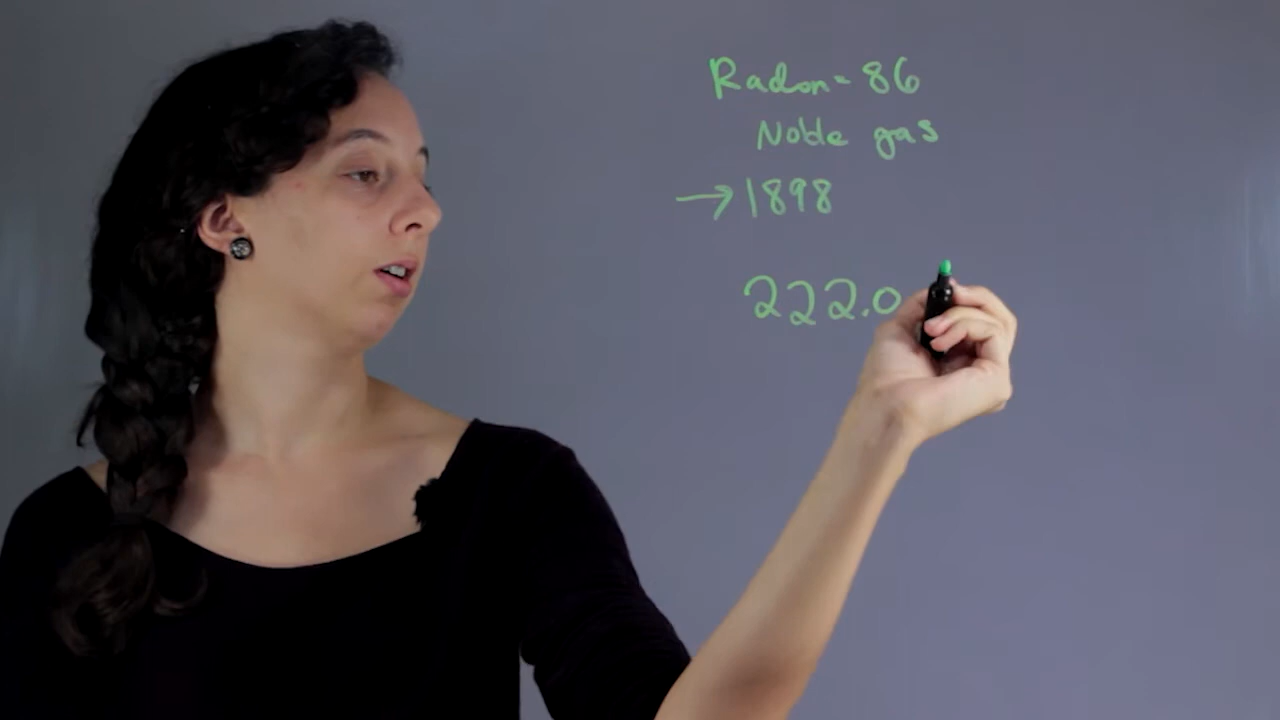 Radon = 86
Noble gas
→ 1898
222.0